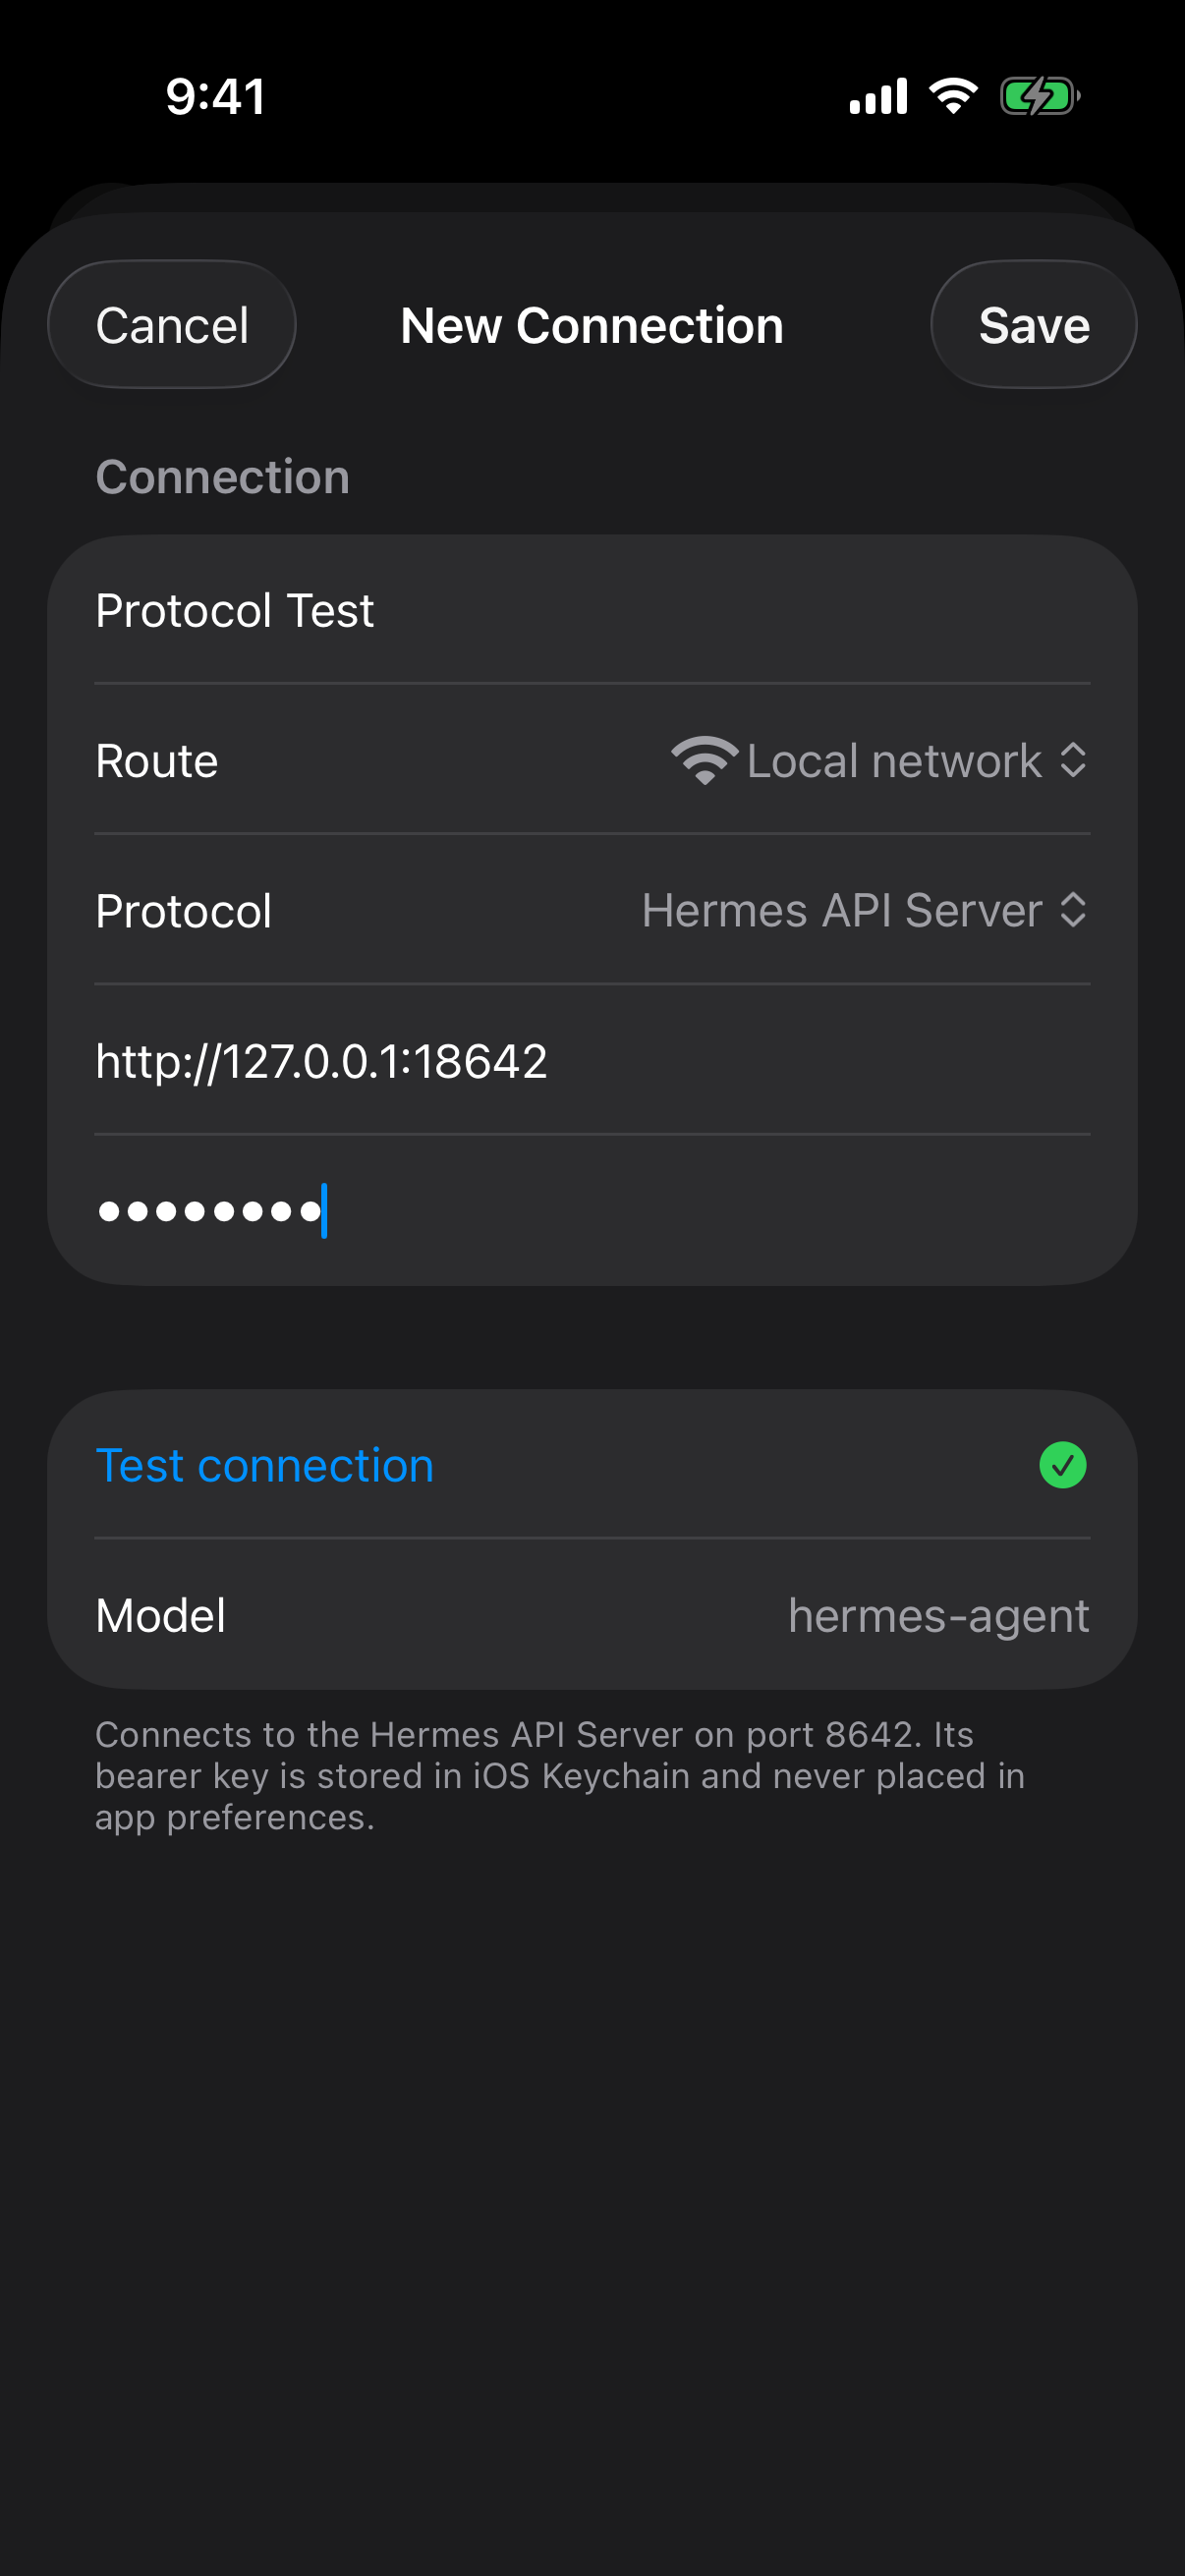 9:41
Cancel
New Connection
Save
Connection
Protocol Test
Route
Local network
Protocol
Hermes API Server
http://127.0.0.1:18642
Test connection
Model
hermes-agent
Connects to the Hermes API Server on port 8642. Its
bearer key is stored in iOS Keychain and never placed in
app preferences.